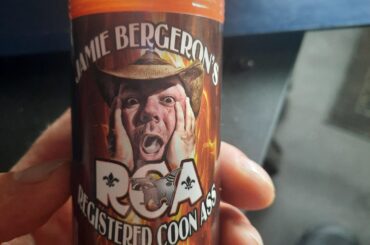 JAMIE BERGERON'S
RCA
REGISTERED COON ASS